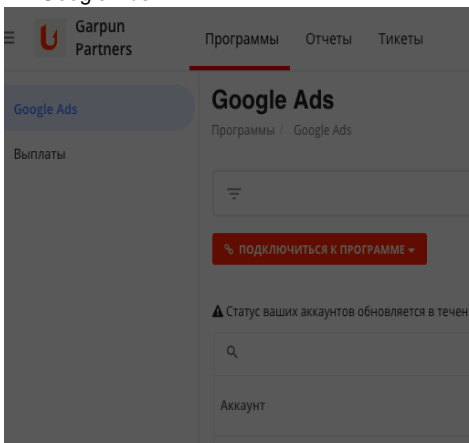 Garpun
Partners
Программы Отчеты Тикеты
Google Ads
Выплаты
Google Ads
Программы / Google Ads
ПОДКЛЮЧИТЬСЯ К ПРОГРАММЕ
Статус ваших аккаунтов обновляется в течен
Аккаунт